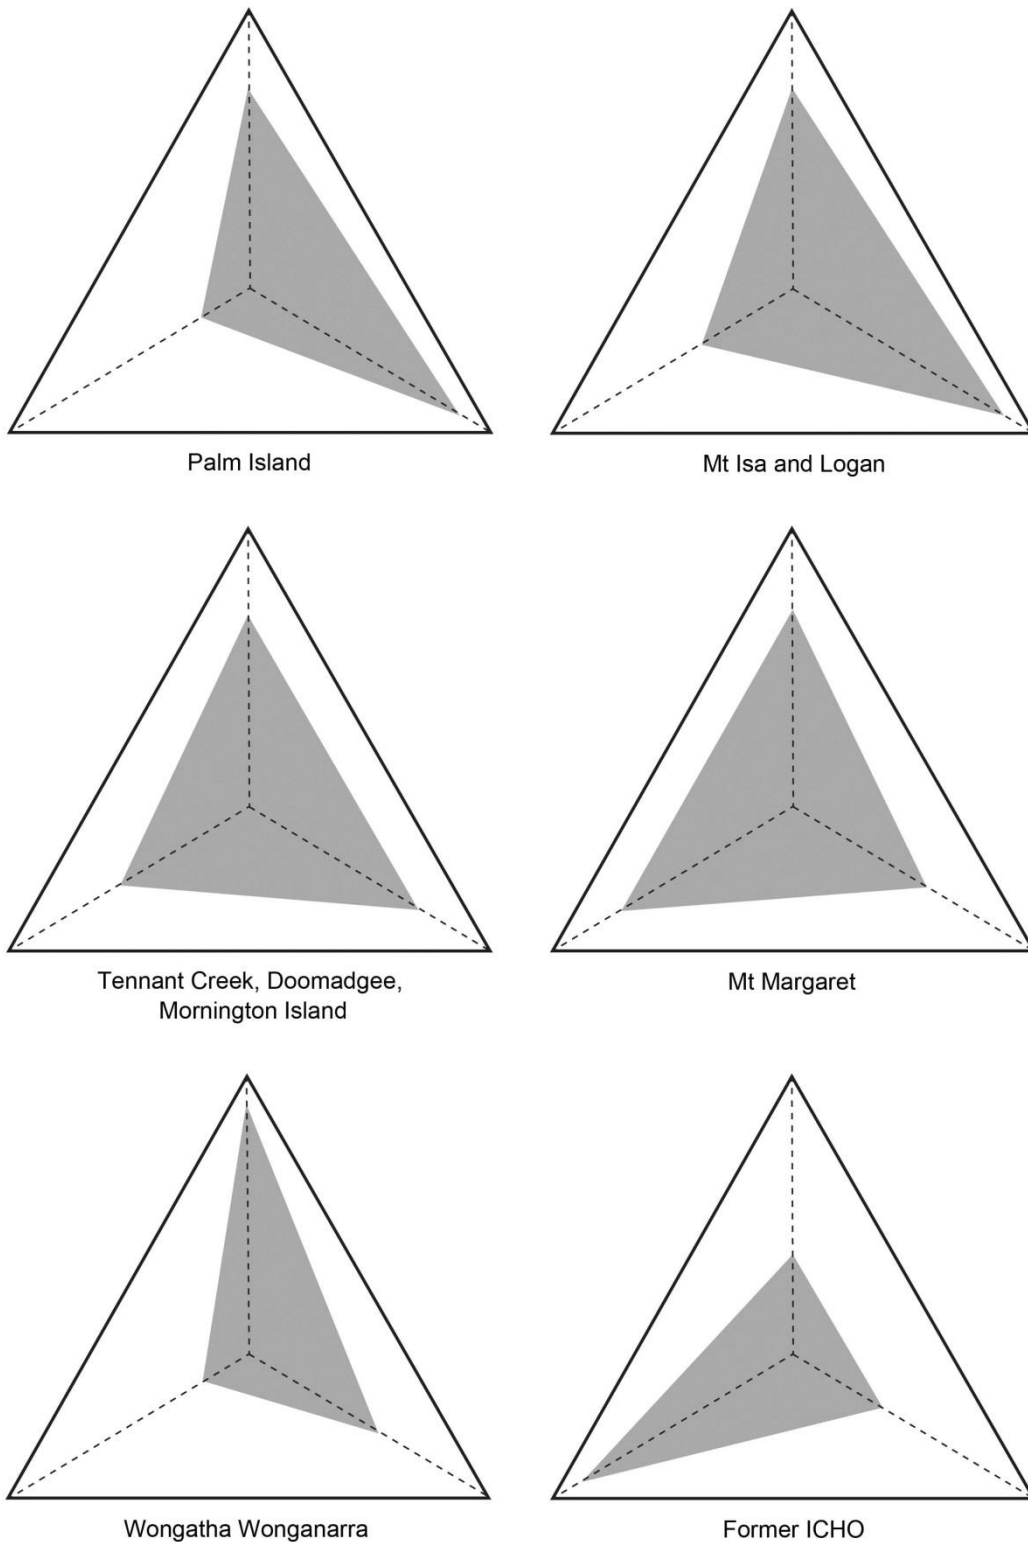 Palm Island
Mt Isa and Logan
Tennant Creek, Doomadgee,
Mornington Island
Mt Margaret
Wongatha Wonganarra
Former ICHO